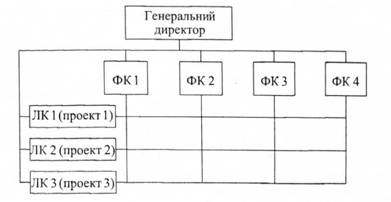 Генеральний
директор
ФК 1
ФК 2
ФК 3
ФК 4
ЛК 1 (проект 1)
ЛК 2 (проект 2)
ЛК 3 (проект 3)